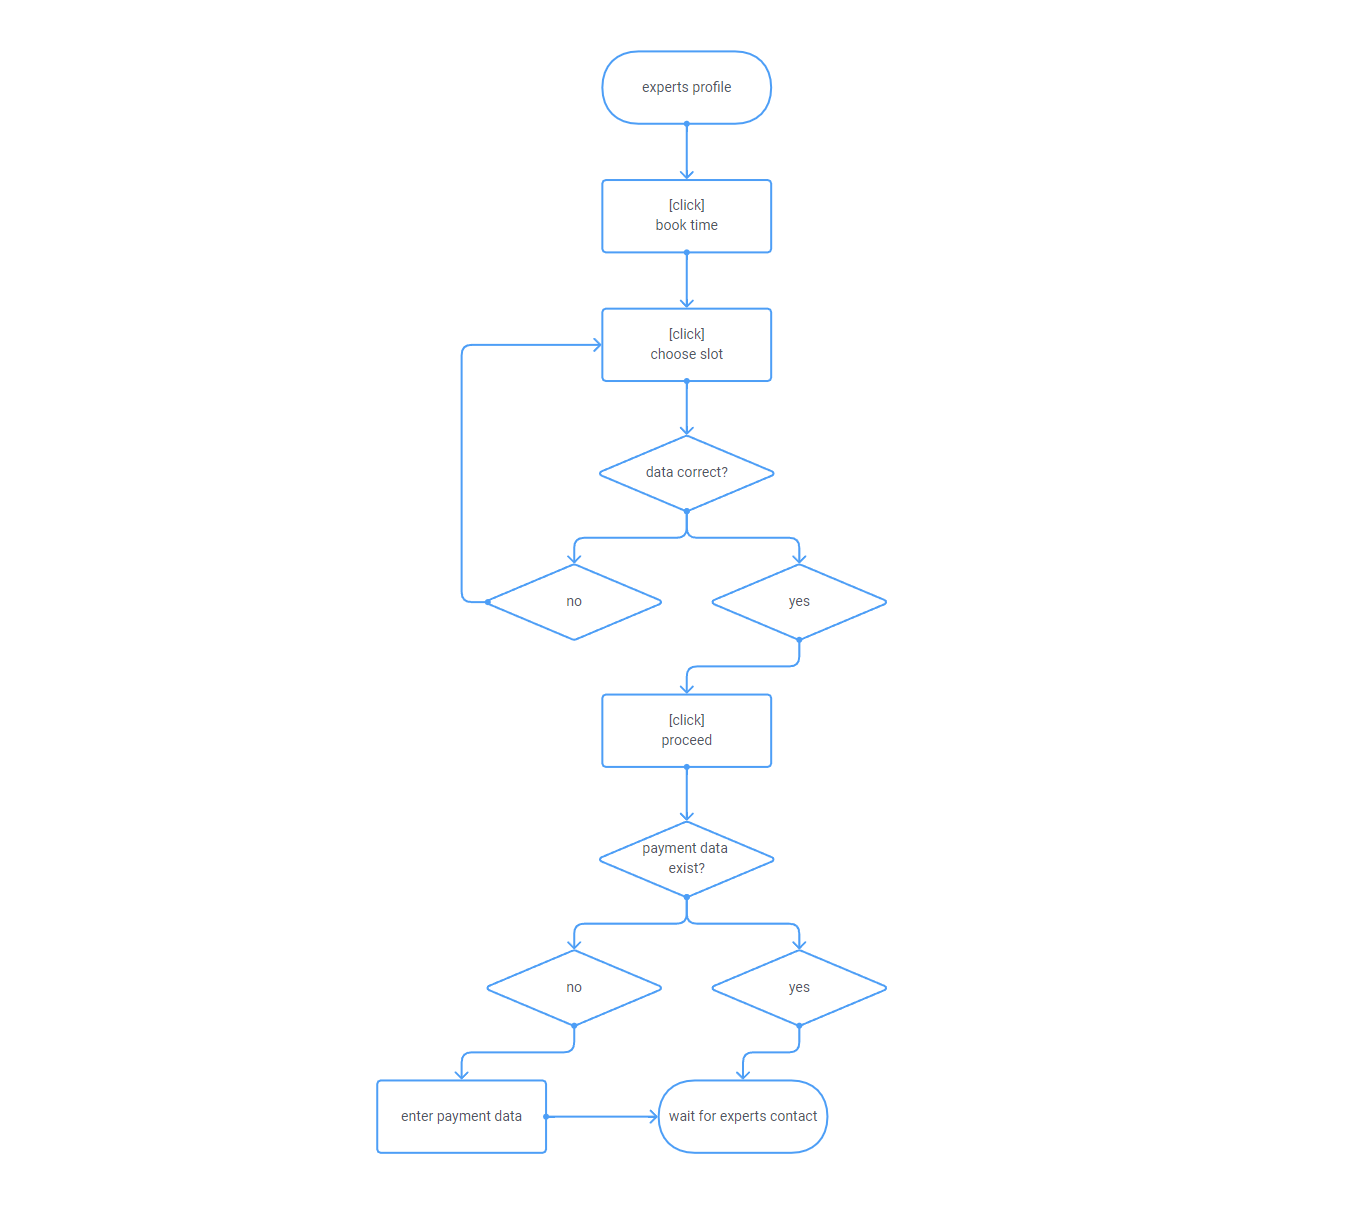 experts profile
[click]
book time
[click]
choose slot
data correct?
no
yes
[click]
proceed
payment data
exist?
no
yes
enter payment data
wait for experts contact